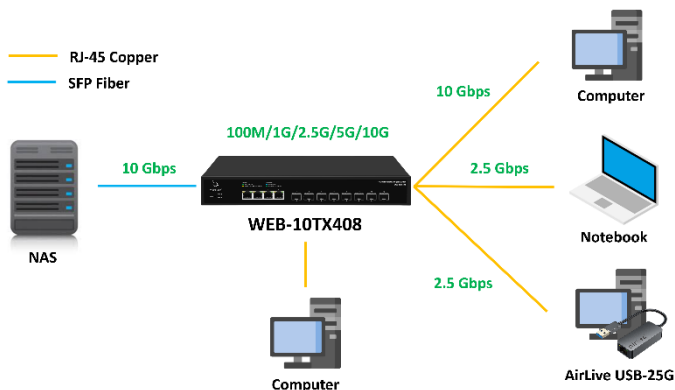 RJ-45 Copper
SFP Fiber
10 Gbps
Computer
100M/1G/2.5G/5G/10G
10 Gbps
2.5 Gbps
WEB-10TX408
NAS
Notebook
2.5 Gbps
Computer
AirLive USB-25G